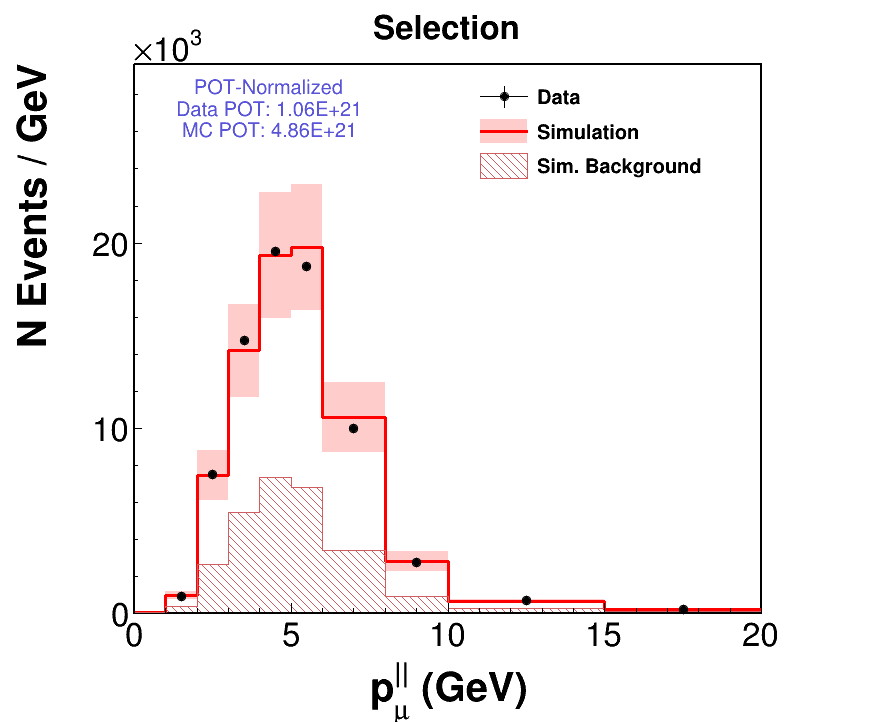 Selection
×10³
N Events / GeV
POT-Normalized
Data POT: 1.06E+21
MC POT: 4.86E+21
Data
Simulation
Sim. Background
20
10
0
0 5 10 15 20
p_μ^|| (GeV)